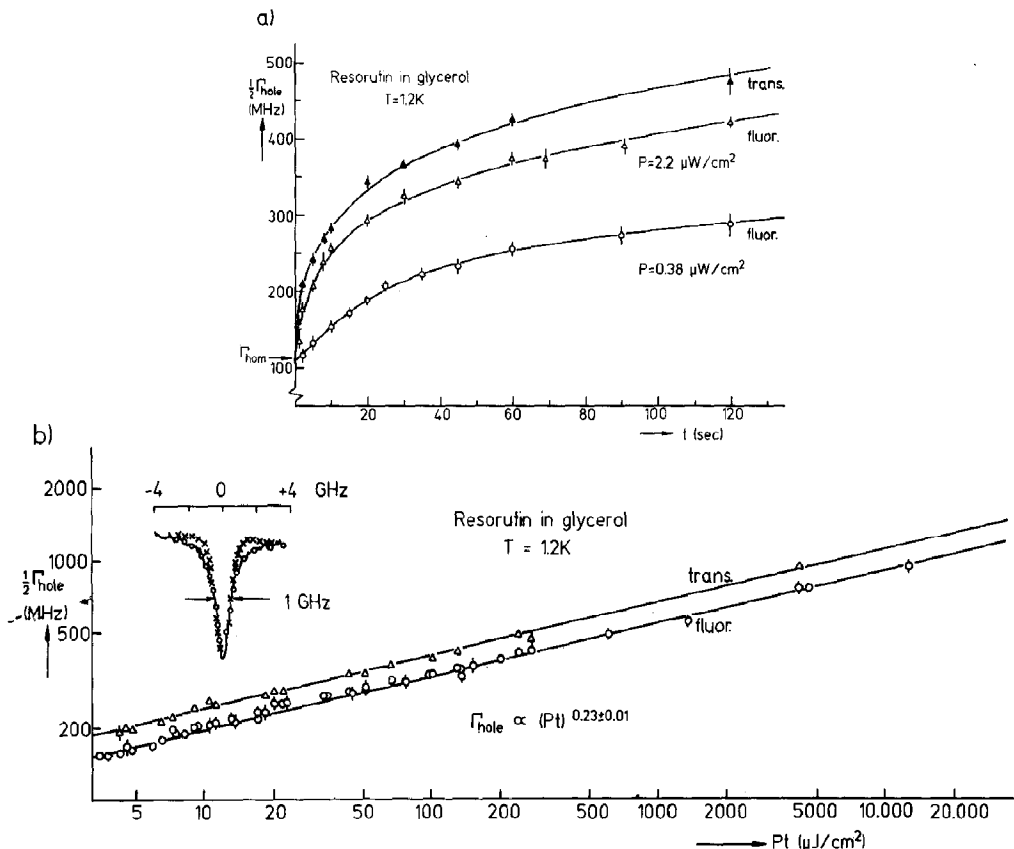 a)
500
400
300
200
100
½Γhole
(MHz)
Γhom
Resorufin in glycerol
T=1.2K
trans.
fluor.
P=2.2 μW/cm²
fluor.
P=0.38 μW/cm²
20 40 60 80 100 120
t (sec)
b)
-4 0 +4 GHz
2000
1000
500
200
½Γhole
(MHz)
1 GHz
Resorufin in glycerol
T = 1.2K
trans.
fluor.
Γhole ∝ (Pt) 0.23±0.01
5 10 20 50 100 200 500 1000 2000 5000 10.000 20.000
Pt (μJ/cm²)